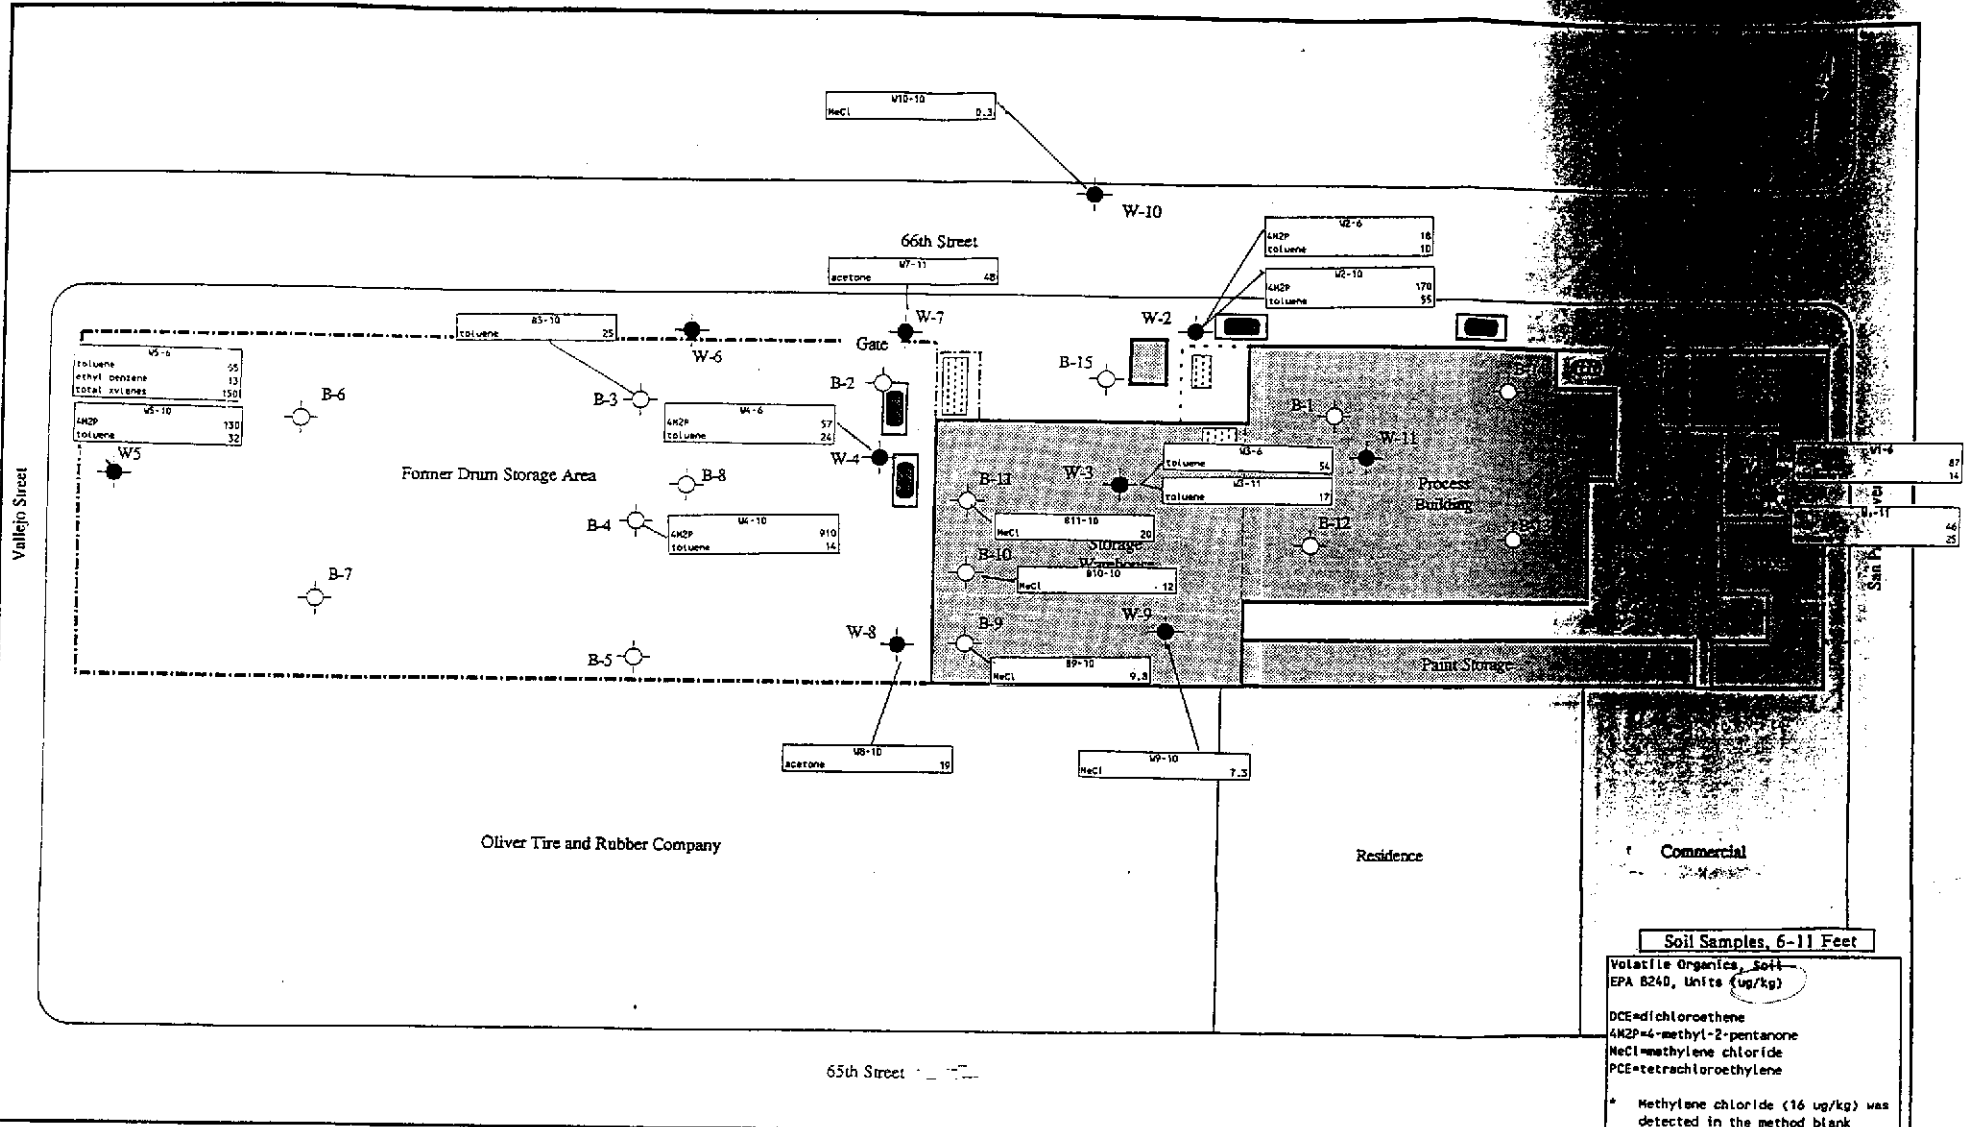 W10-10
MeCl 0.3
W-10
66th Street
W2-6
4M2P 16
toluene 10
W2-10
4M2P 170
toluene 55
W7-11
acetone 48
B3-10
toluene 25
W-6
W-7
Gate
W-2
B-15
B-2
B-3
B-6
W5-6
toluene 55
ethyl benzene 13
total xylenes 150
W5-10
4M2P 130
toluene 32
W5
W4-6
4M2P 57
toluene 24
W-4
B-1
W-11
Former Drum Storage Area
B-8
B-4
W4-10
4M2P 910
toluene 14
B-11
W-3
W3-6
toluene 54
W3-11
toluene 17
Process
Building
B11-10
MeCl 20
Storage
B-12
B-13
B-10
B10-10
MeCl 12
W1-6
87
14
46
25
Vallejo Street
B-7
B-5
W-8
B-9
W-9
B9-10
MeCl 9.8
Paint Storage
W8-10
acetone 19
W9-10
MeCl 7.3
Oliver Tire and Rubber Company
Residence
Commercial
65th Street
Soil Samples, 6-11 Feet
Volatile Organics, Soil
EPA 8240, Units (ug/kg)
DCE=dichloroethene
4M2P=4-methyl-2-pentanone
MeCl=methylene chloride
PCE=tetrachloroethylene
* Methylene chloride (16 ug/kg) was
detected in the method blank